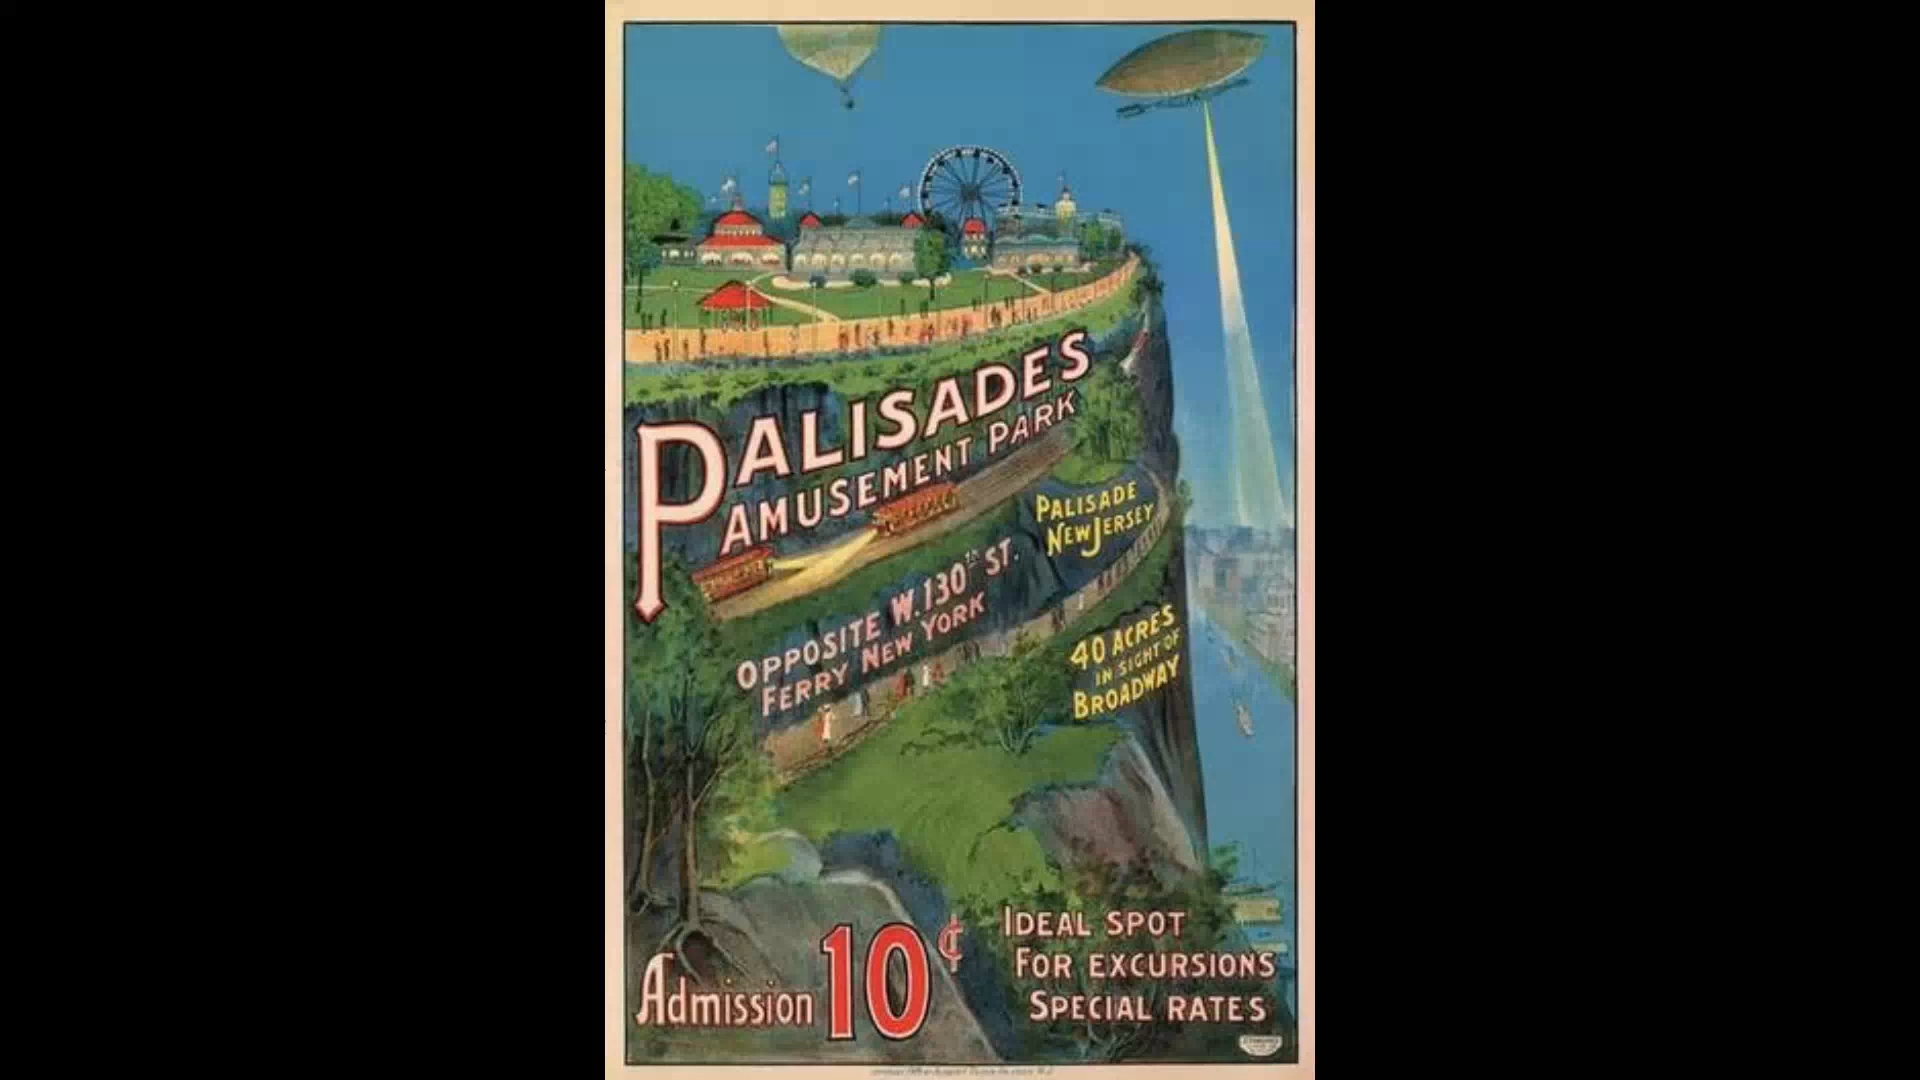 PALISADES
AMUSEMENT PARK
PALISADE
NEW JERSEY
OPPOSITE W. 130TH ST.
FERRY NEW YORK
40 ACRES
IN SIGHT OF
BROADWAY
Admission 10¢
IDEAL SPOT
FOR EXCURSIONS
SPECIAL RATES